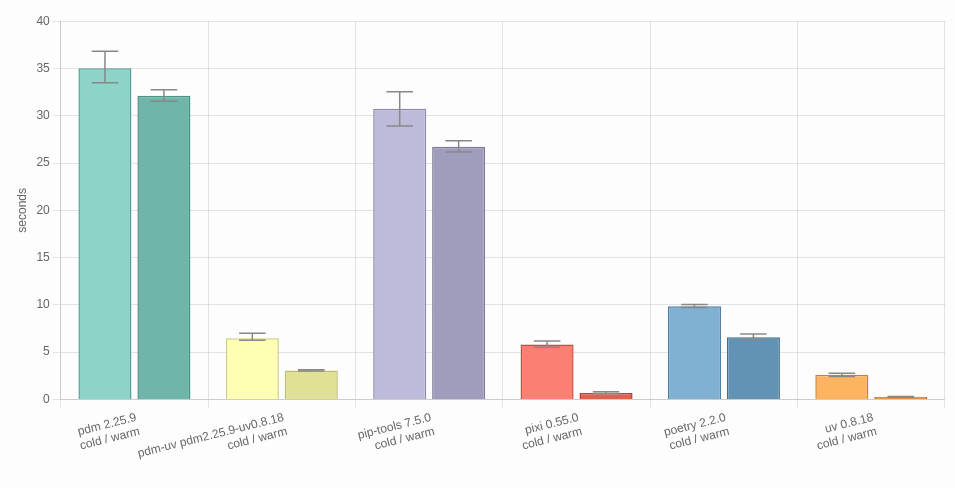 40
35
30
25
20
15
10
5
0
seconds
pdm 2.25.9
cold / warm
pdm-uv pdm2.25.9-uv0.8.18
cold / warm
pip-tools 7.5.0
cold / warm
pixi 0.55.0
cold / warm
poetry 2.2.0
cold / warm
uv 0.8.18
cold / warm